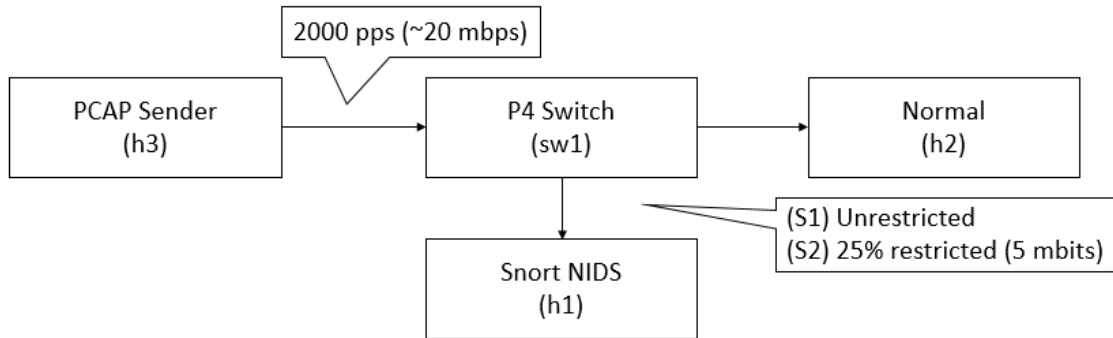 2000 pps (~20 mbps)
PCAP Sender
(h3)
P4 Switch
(sw1)
Normal
(h2)
(S1) Unrestricted
(S2) 25% restricted (5 mbits)
Snort NIDS
(h1)